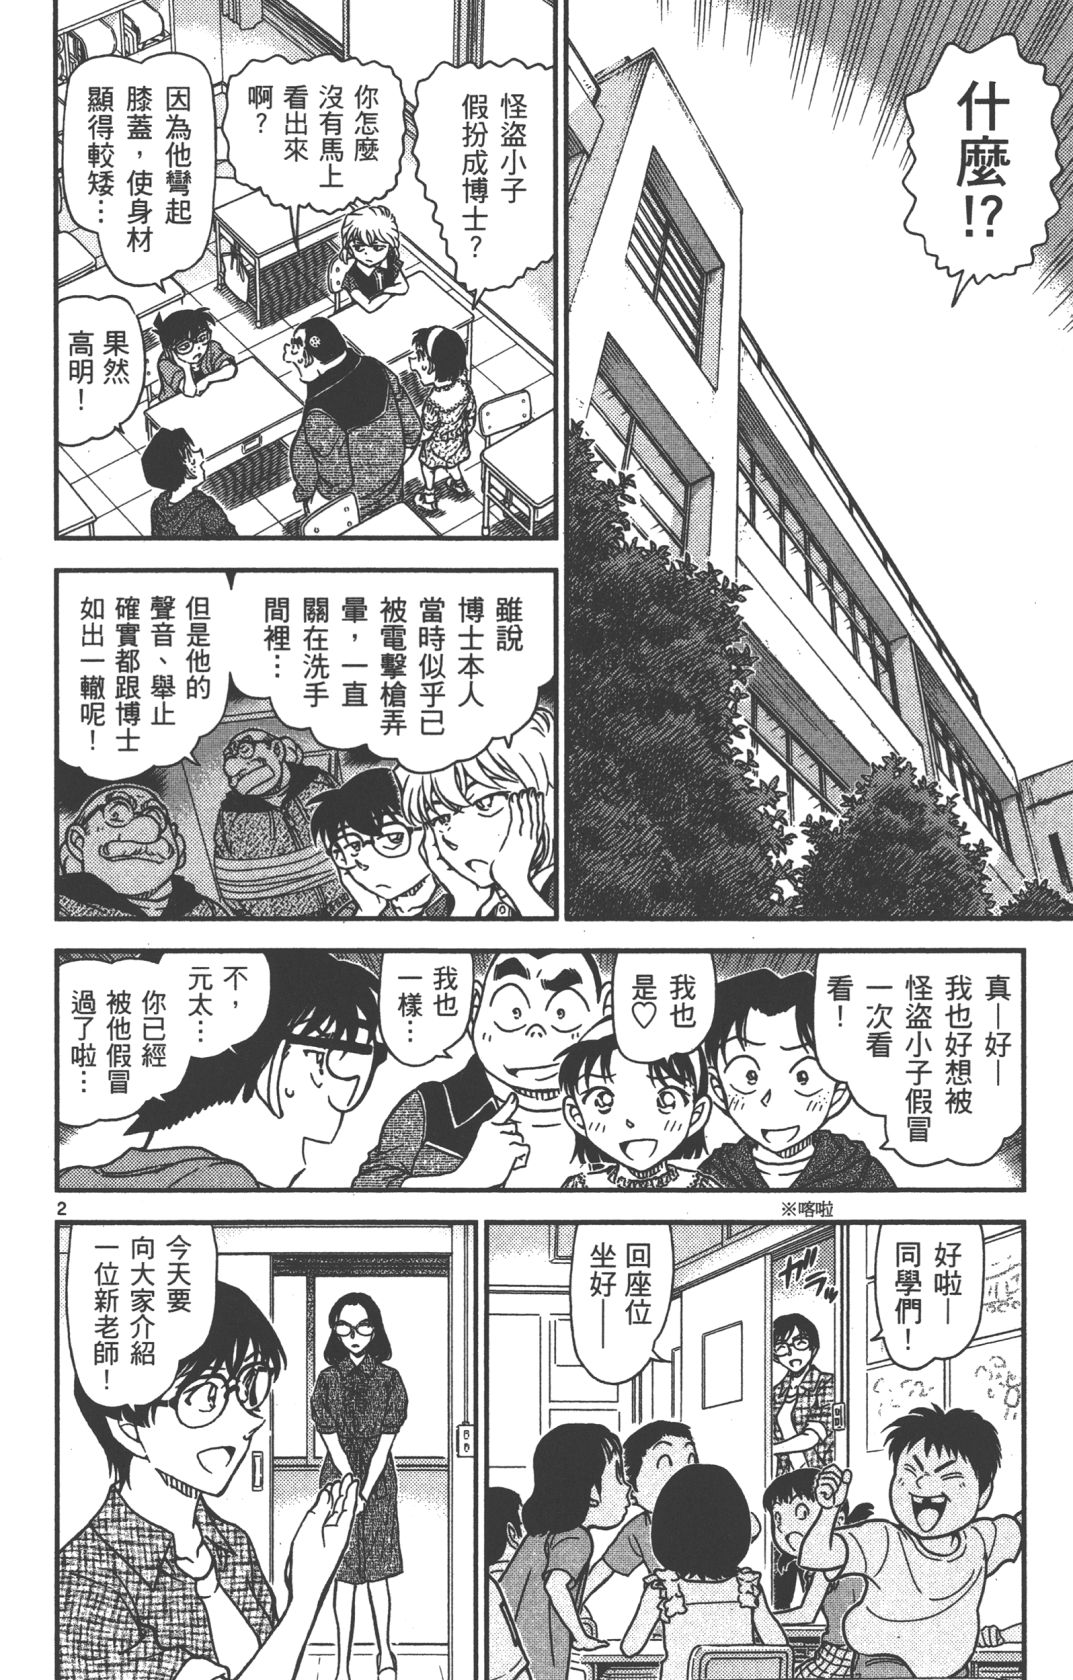 什麼!?
怪盜小子
假扮成博士?
你怎麼
沒有馬上
看出來
啊?
因為他彎起
膝蓋,使身材
顯得較矮…
果然
高明!
雖說
博士本人
當時似乎已
被電擊槍弄
暈,一直
關在洗手
間裡…
但是他的
聲音、舉止
確實都跟博士
如出一轍呢!
真—好—
我也好想被
怪盜小子假冒
一次看
看!
我也
是♡
我也
一樣…
不,
元太…
你已經
被他假冒
過了啦…
2
※喀啦
ガラッ
好啦—
同學們!
回座位
坐好—
今天要
向大家介紹
一位新老師!